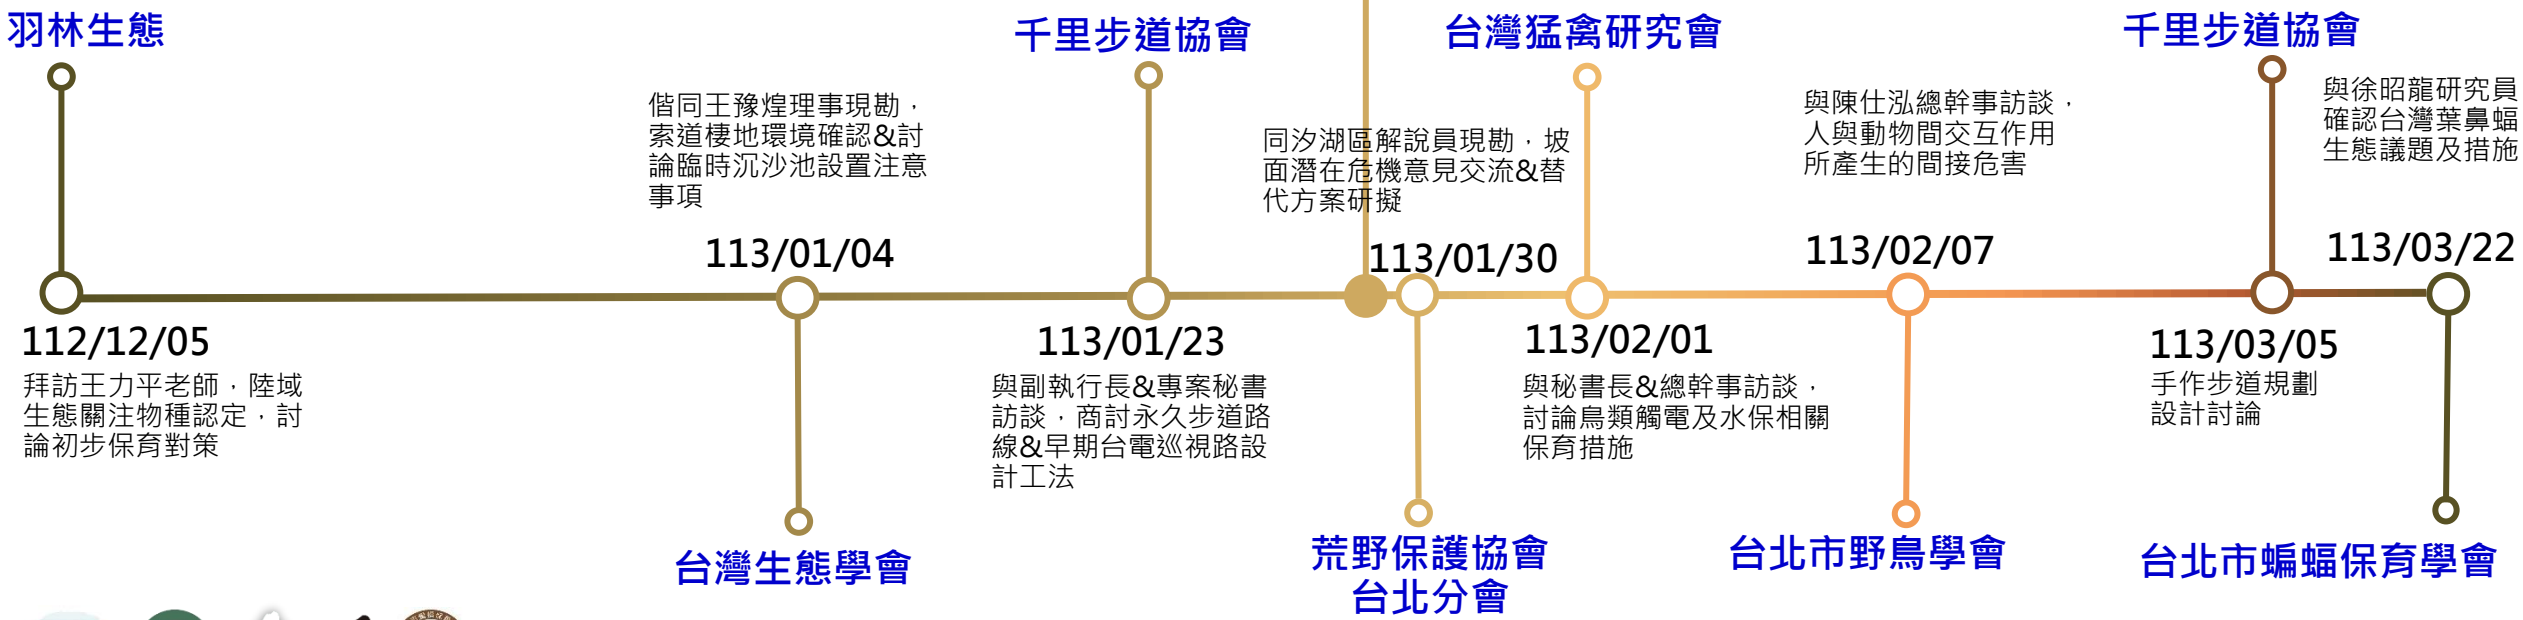 羽林生態
112/12/05
拜訪王力平老師，陸域
生態關注物種認定，討
論初步保育對策
偕同王豫煌理事現勘，
索道棲地環境確認&討
論臨時沉沙池設置注意
事項
113/01/04
台灣生態學會
千里步道協會
113/01/23
與副執行長&專案秘書
訪談，商討永久步道路
線&早期台電巡視路設
計工法
同汐湖區解說員現勘，坡
面潛在危機意見交流&替
代方案研擬
113/01/30
荒野保護協會
台北分會
台灣猛禽研究會
113/02/01
與秘書長&總幹事訪談，
討論鳥類觸電及水保相關
保育措施
與陳仕泓總幹事訪談，
人與動物間交互作用
所產生的間接危害
113/02/07
台北市野鳥學會
千里步道協會
113/03/05
手作步道規劃
設計討論
與徐昭龍研究員
確認台灣葉鼻蝠
生態議題及措施
113/03/22
台北市蝙蝠保育學會